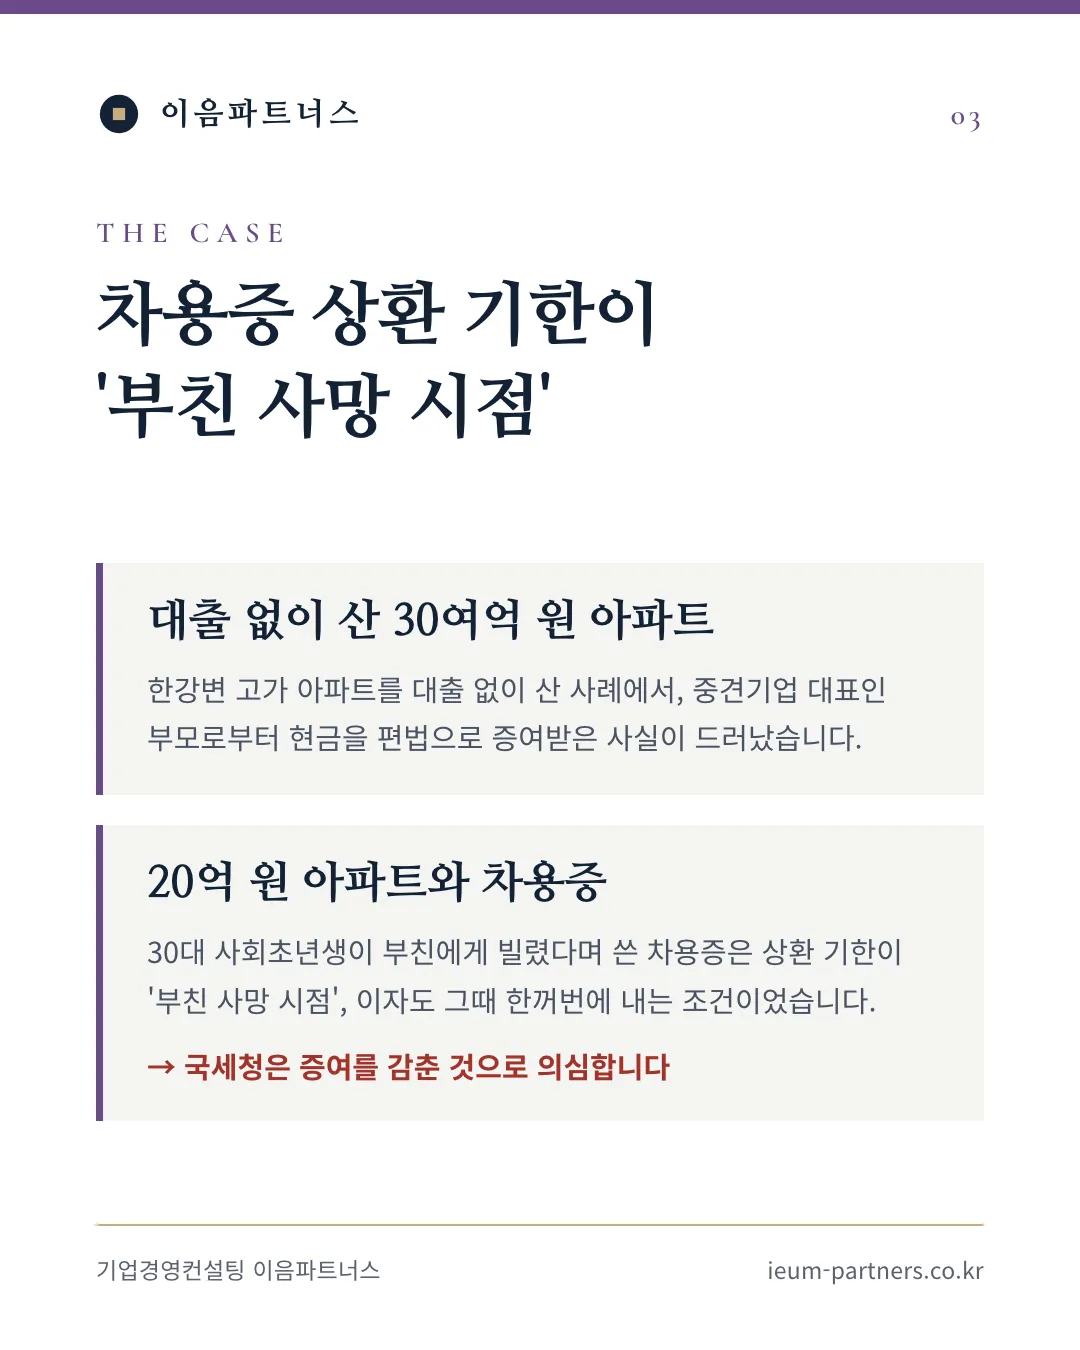 이음파트너스
03
THE CASE
차용증 상환 기한이
'부친 사망 시점'
대출 없이 산 30여억 원 아파트
한강변 고가 아파트를 대출 없이 산 사례에서, 중견기업 대표인
부모로부터 현금을 편법으로 증여받은 사실이 드러났습니다.
20억 원 아파트와 차용증
30대 사회초년생이 부친에게 빌렸다며 쓴 차용증은 상환 기한이
'부친 사망 시점', 이자도 그때 한꺼번에 내는 조건이었습니다.
→ 국세청은 증여를 감춘 것으로 의심합니다
기업경영컨설팅 이음파트너스
ieum-partners.co.kr